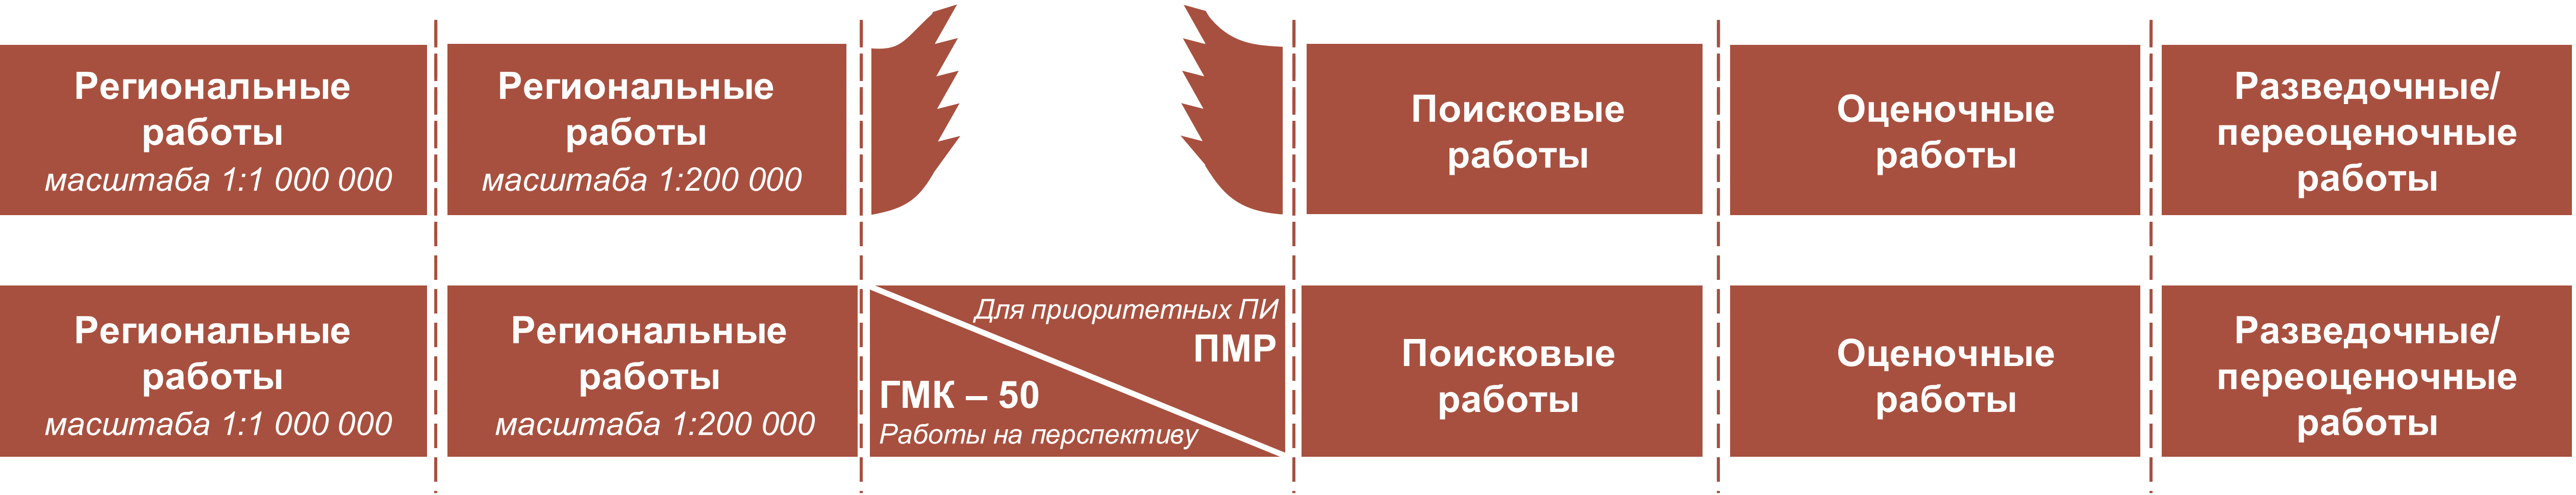 Региональные
работы
масштаба 1:1 000 000
Региональные
работы
масштаба 1:200 000
Поисковые
работы
Оценочные
работы
Разведочные/
переоценочные
работы
Региональные
работы
масштаба 1:1 000 000
Региональные
работы
масштаба 1:200 000
Для приоритетных ПИ
ПМР
ГМК – 50
Работы на перспективу
Поисковые
работы
Оценочные
работы
Разведочные/
переоценочные
работы